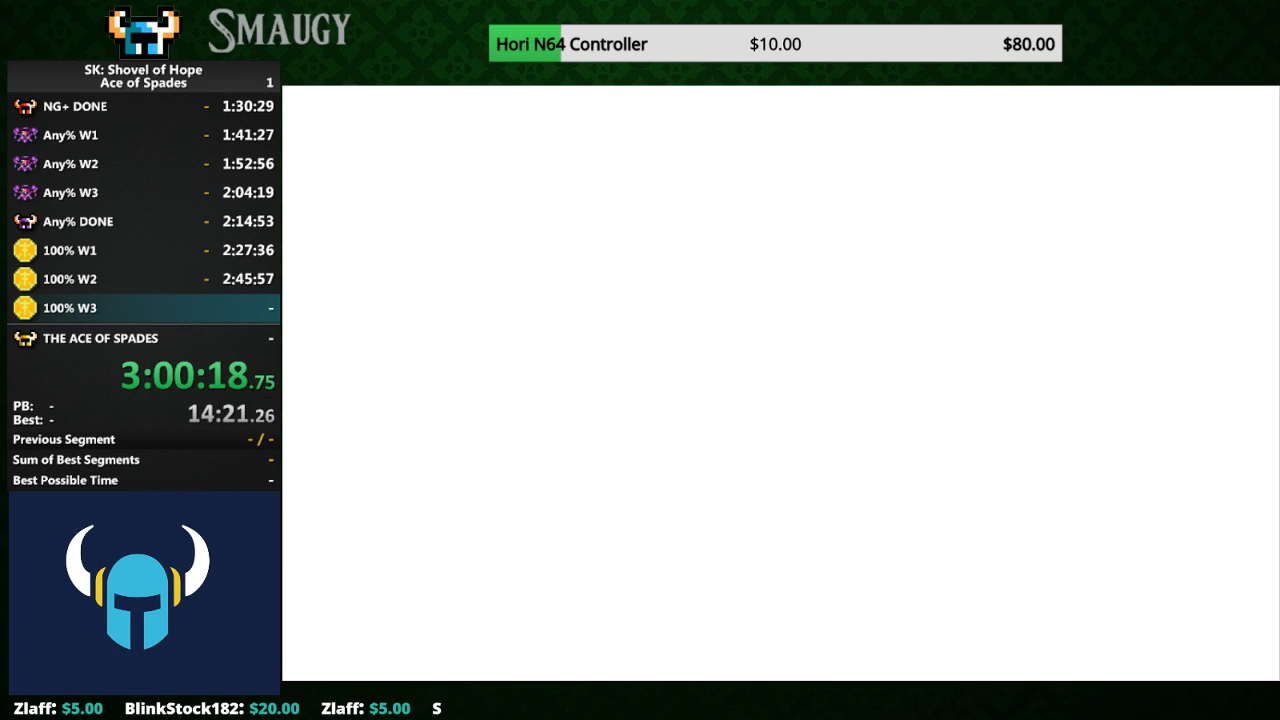 SMAUGY
Hori N64 Controller $10.00 $80.00
SK: Shovel of Hope
Ace of Spades 1
NG+ DONE - 1:30:29
Any% W1 - 1:41:27
Any% W2 - 1:52:56
Any% W3 - 2:04:19
Any% DONE - 2:14:53
100% W1 - 2:27:36
100% W2 - 2:45:57
100% W3 -
THE ACE OF SPADES -
3:00:18.75
PB: -
Best: - 14:21.26
Previous Segment - / -
Sum of Best Segments -
Best Possible Time -
Zlaff: $5.00 BlinkStock182: $20.00 Zlaff: $5.00 S